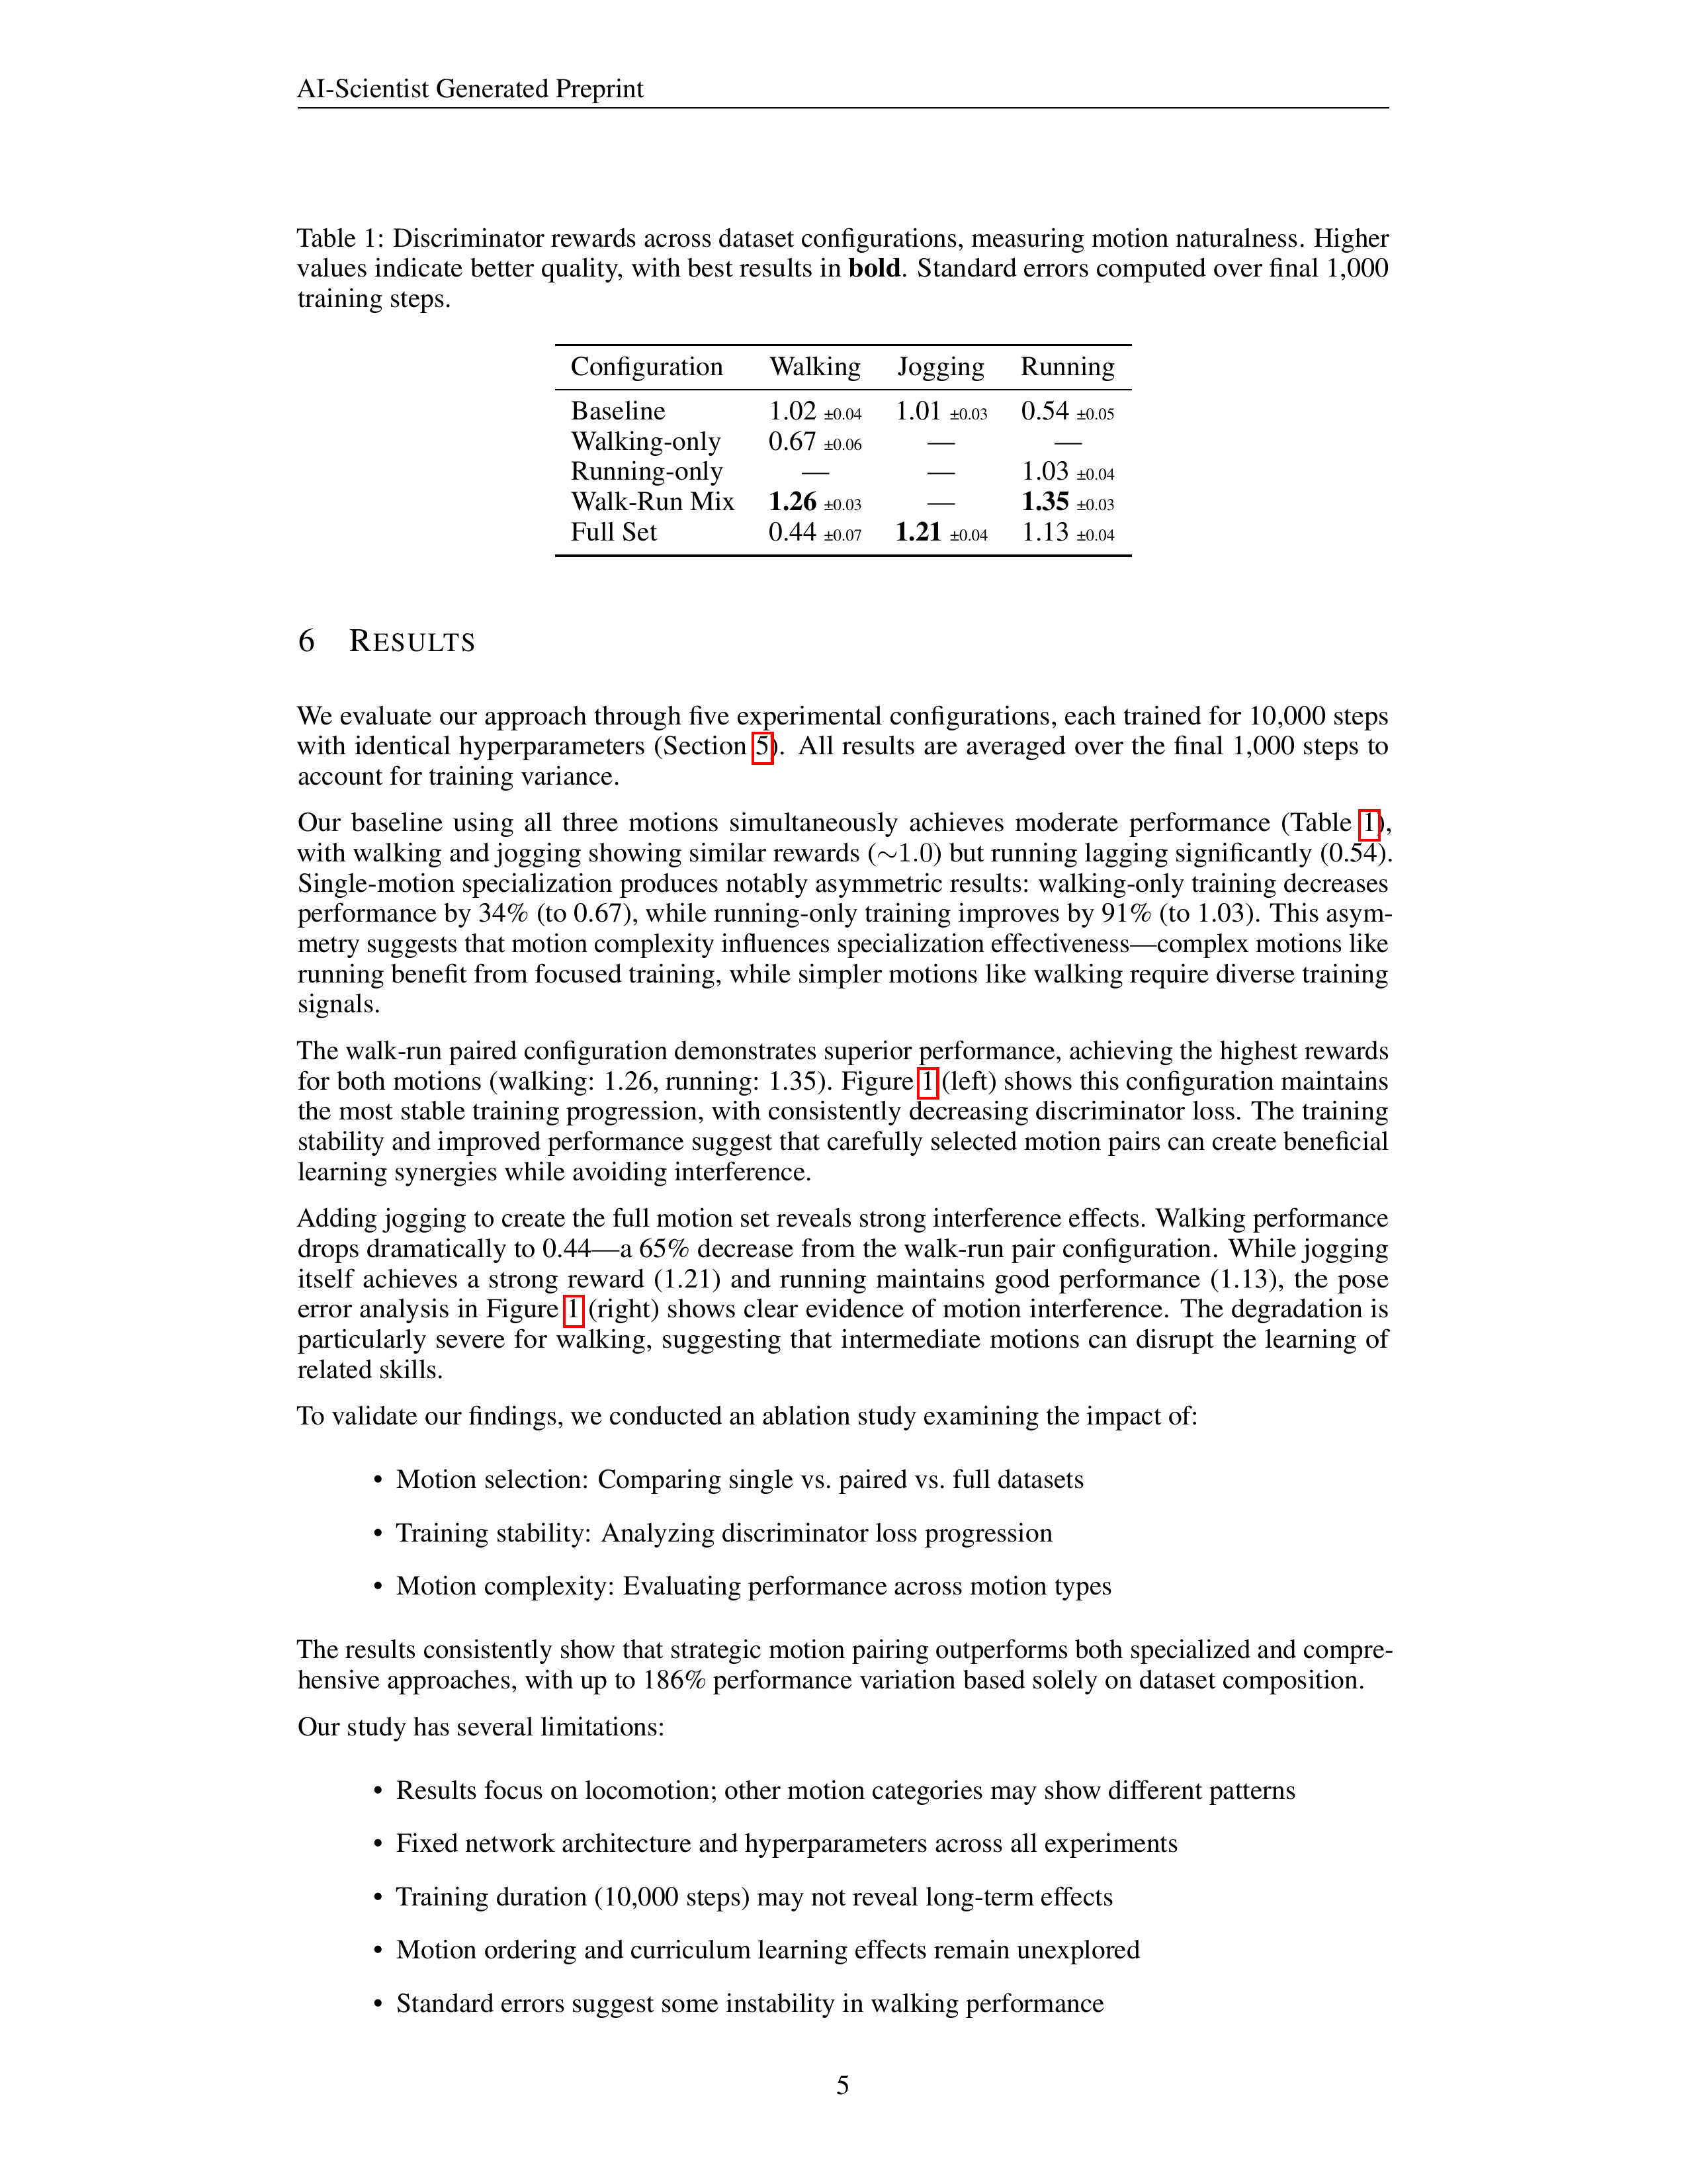 AI-Scientist Generated Preprint
Table 1: Discriminator rewards across dataset configurations, measuring motion naturalness. Higher
values indicate better quality, with best results in bold. Standard errors computed over final 1,000
training steps.
Configuration Walking Jogging Running
Baseline 1.02 ±0.04 1.01 ±0.03 0.54 ±0.05
Walking-only 0.67 ±0.06 — —
Running-only — — 1.03 ±0.04
Walk-Run Mix 1.26 ±0.03 — 1.35 ±0.03
Full Set 0.44 ±0.07 1.21 ±0.04 1.13 ±0.04
6 RESULTS
We evaluate our approach through five experimental configurations, each trained for 10,000 steps
with identical hyperparameters (Section 5). All results are averaged over the final 1,000 steps to
account for training variance.
Our baseline using all three motions simultaneously achieves moderate performance (Table 1),
with walking and jogging showing similar rewards (∼1.0) but running lagging significantly (0.54).
Single-motion specialization produces notably asymmetric results: walking-only training decreases
performance by 34% (to 0.67), while running-only training improves by 91% (to 1.03). This asym-
metry suggests that motion complexity influences specialization effectiveness—complex motions like
running benefit from focused training, while simpler motions like walking require diverse training
signals.
The walk-run paired configuration demonstrates superior performance, achieving the highest rewards
for both motions (walking: 1.26, running: 1.35). Figure 1 (left) shows this configuration maintains
the most stable training progression, with consistently decreasing discriminator loss. The training
stability and improved performance suggest that carefully selected motion pairs can create beneficial
learning synergies while avoiding interference.
Adding jogging to create the full motion set reveals strong interference effects. Walking performance
drops dramatically to 0.44—a 65% decrease from the walk-run pair configuration. While jogging
itself achieves a strong reward (1.21) and running maintains good performance (1.13), the pose
error analysis in Figure 1 (right) shows clear evidence of motion interference. The degradation is
particularly severe for walking, suggesting that intermediate motions can disrupt the learning of
related skills.
To validate our findings, we conducted an ablation study examining the impact of:
• Motion selection: Comparing single vs. paired vs. full datasets
• Training stability: Analyzing discriminator loss progression
• Motion complexity: Evaluating performance across motion types
The results consistently show that strategic motion pairing outperforms both specialized and compre-
hensive approaches, with up to 186% performance variation based solely on dataset composition.
Our study has several limitations:
• Results focus on locomotion; other motion categories may show different patterns
• Fixed network architecture and hyperparameters across all experiments
• Training duration (10,000 steps) may not reveal long-term effects
• Motion ordering and curriculum learning effects remain unexplored
• Standard errors suggest some instability in walking performance
5